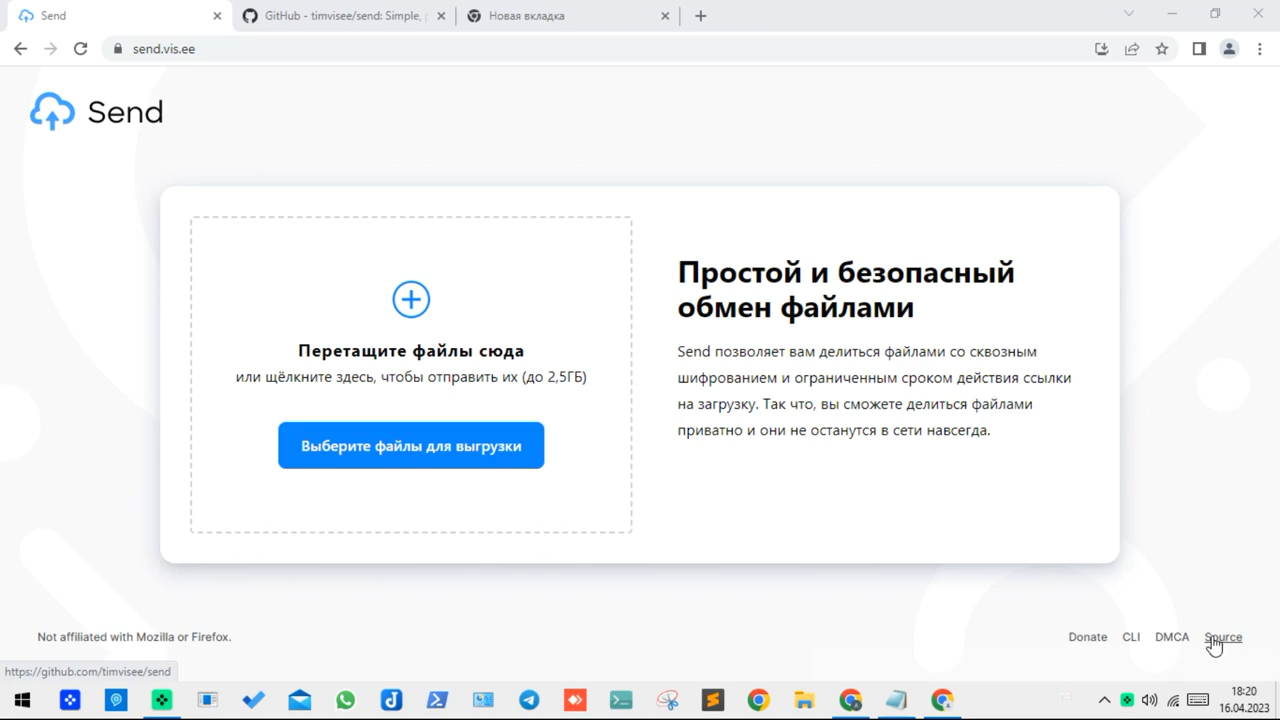 Send
GitHub - timvisee/send: Simple, p
Новая вкладка
send.vis.ee
Send
Перетащите файлы сюда
или щёлкните здесь, чтобы отправить их (до 2,5ГБ)
Выберите файлы для выгрузки
Простой и безопасный
обмен файлами
Send позволяет вам делиться файлами со сквозным
шифрованием и ограниченным сроком действия ссылки
на загрузку. Так что, вы сможете делиться файлами
приватно и они не останутся в сети навсегда.
Not affiliated with Mozilla or Firefox.
Donate CLI DMCA Source
https://github.com/timvisee/send
18:20
16.04.2023